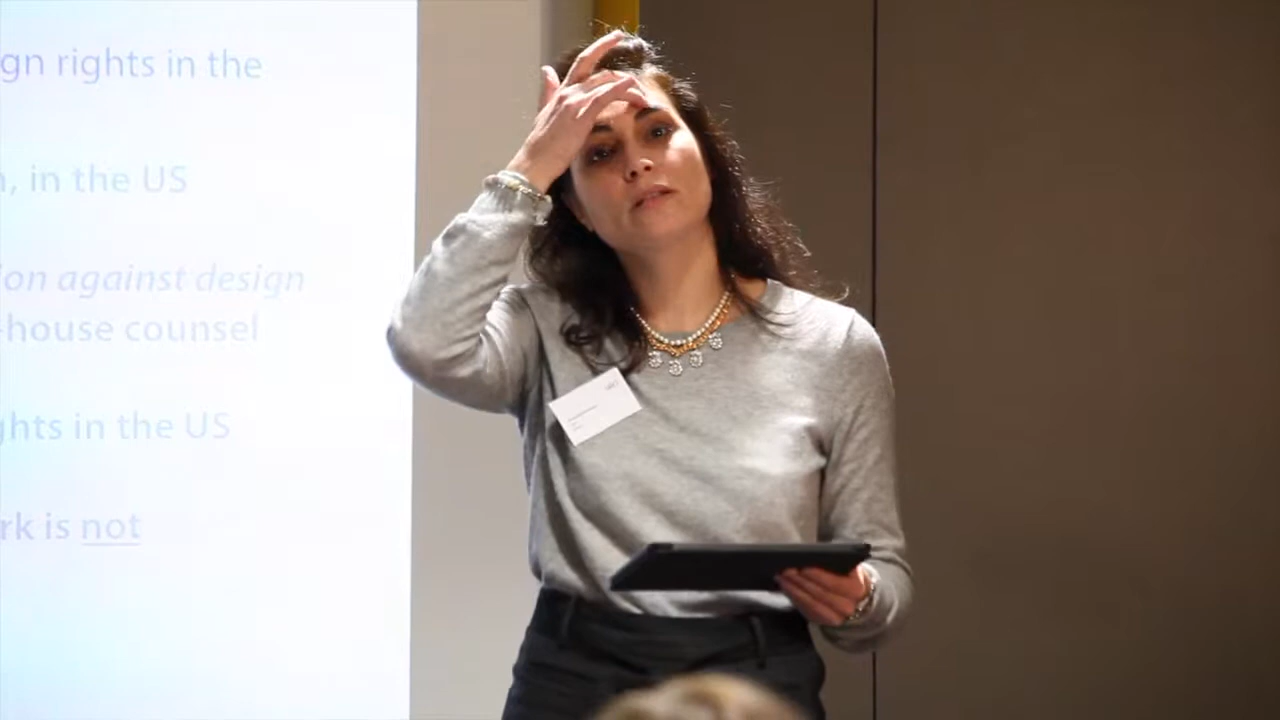 gn rights in the
, in the US
ion against design
-house counsel
ghts in the US
rk is not